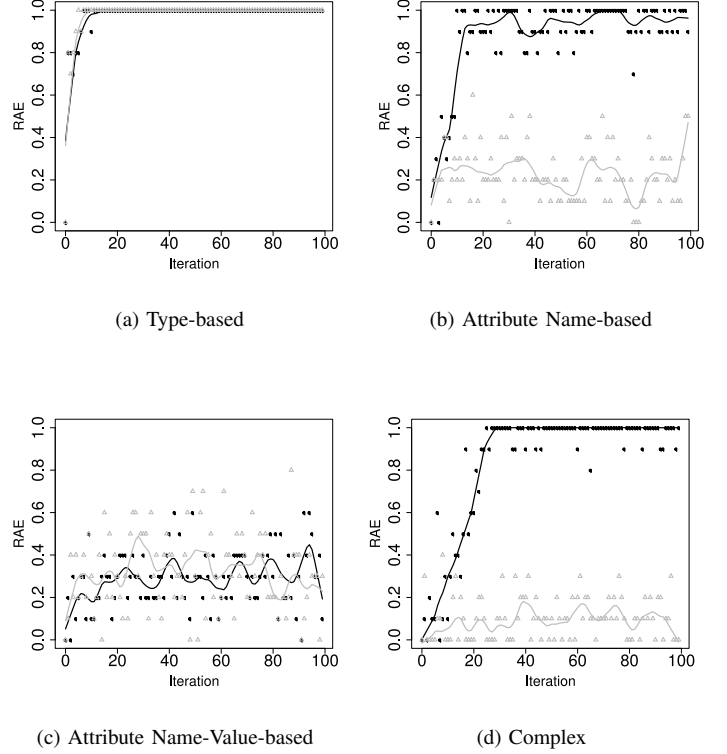 RAE
0.0 0.2 0.4 0.6 0.8 1.0
0 20 40 60 80 100
Iteration
(a) Type-based
RAE
0.0 0.2 0.4 0.6 0.8 1.0
0 20 40 60 80 100
Iteration
(b) Attribute Name-based
RAE
0.0 0.2 0.4 0.6 0.8 1.0
0 20 40 60 80 100
Iteration
(c) Attribute Name-Value-based
RAE
0.0 0.2 0.4 0.6 0.8 1.0
0 20 40 60 80 100
Iteration
(d) Complex